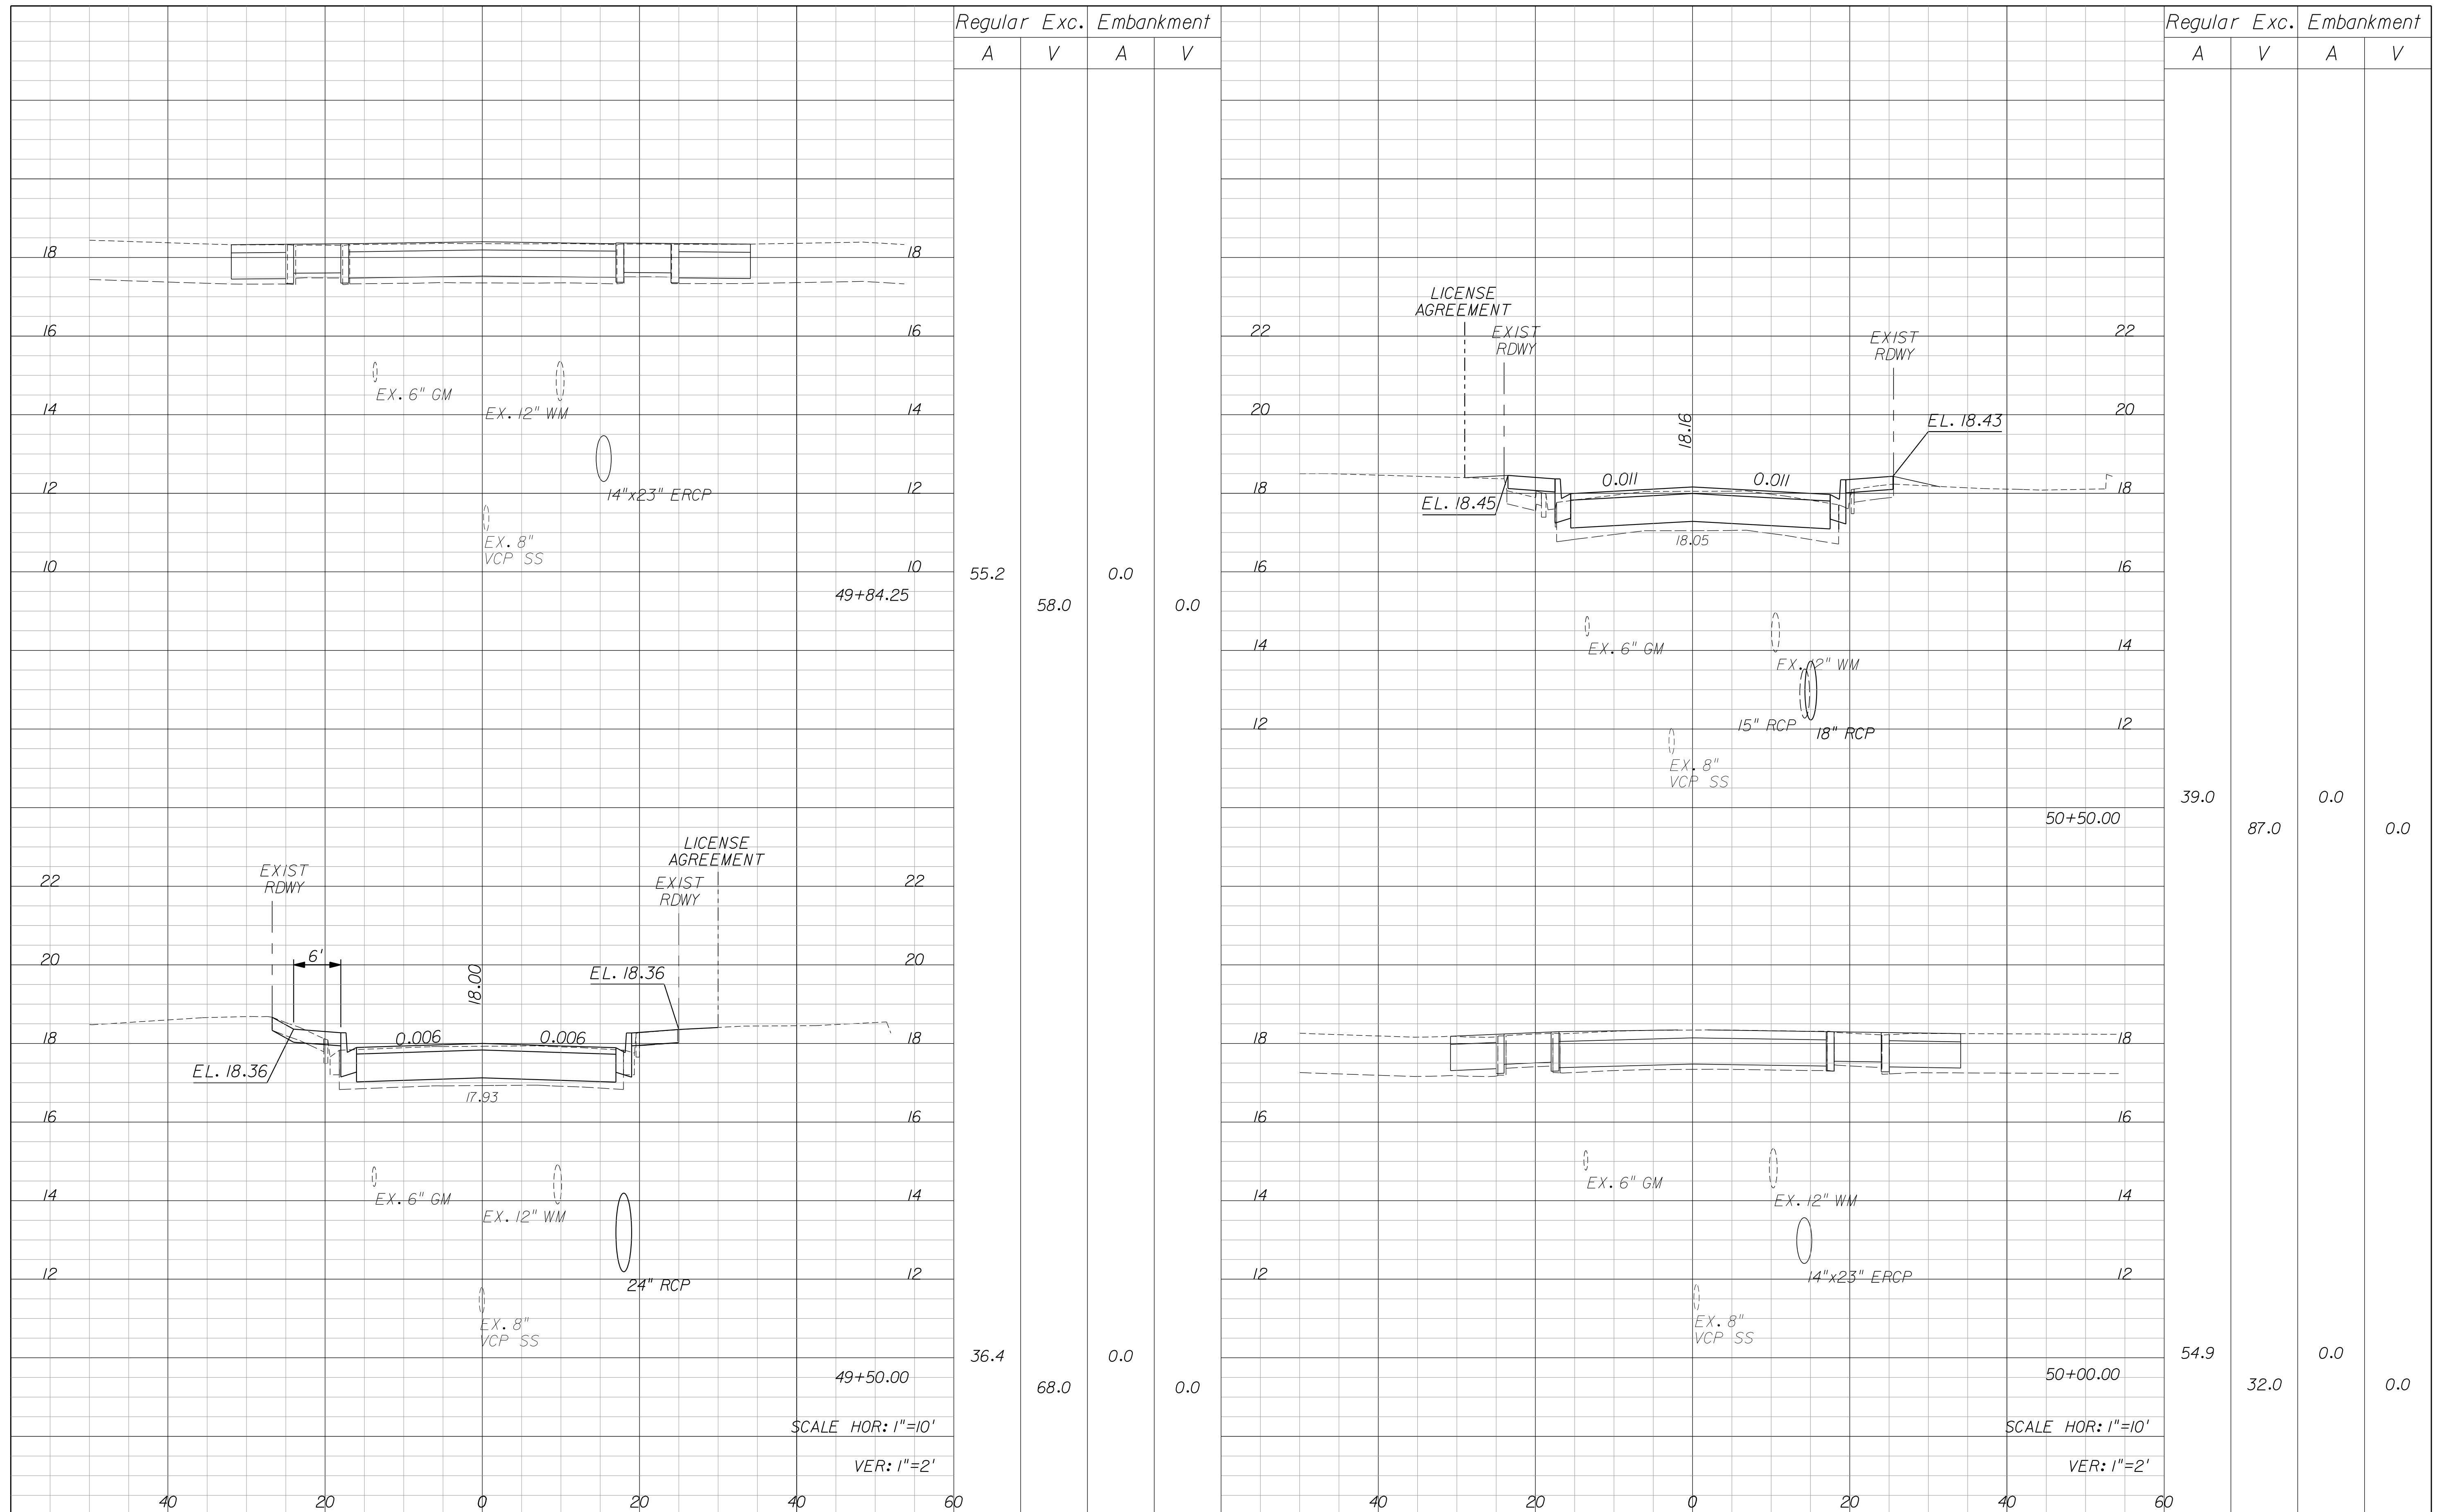 Regular Exc. Embankment
A V A V
18 18
16 16
EX. 6" GM
EX. 12" WM
14 14
14"x23" ERCP
12 12
EX. 8"
VCP SS
10 10
49+84.25
55.2 0.0
58.0 0.0
LICENSE
AGREEMENT
EXIST
RDWY
EXIST
RDWY
22 22
6'
20 20
18.00
EL. 18.36
18 18
0.006 0.006
EL. 18.36
17.93
16 16
EX. 6" GM
EX. 12" WM
14 14
24" RCP
12 12
EX. 8"
VCP SS
49+50.00
36.4 0.0
68.0 0.0
SCALE HOR: 1"=10'
VER: 1"=2'
40 20 0 20 40 60
Regular Exc. Embankment
A V A V
LICENSE
AGREEMENT
EXIST
RDWY
EXIST
RDWY
22 22
20 20
18.16
EL. 18.43
0.011 0.011
18 18
EL. 18.45
18.05
16 16
EX. 6" GM
EX. 12" WM
14 14
15" RCP
18" RCP
12 12
EX. 8"
VCP SS
50+50.00
39.0 0.0
87.0 0.0
18 18
16 16
EX. 6" GM
EX. 12" WM
14 14
14"x23" ERCP
12 12
EX. 8"
VCP SS
50+00.00
54.9 0.0
32.0 0.0
SCALE HOR: 1"=10'
VER: 1"=2'
40 20 0 20 40 60